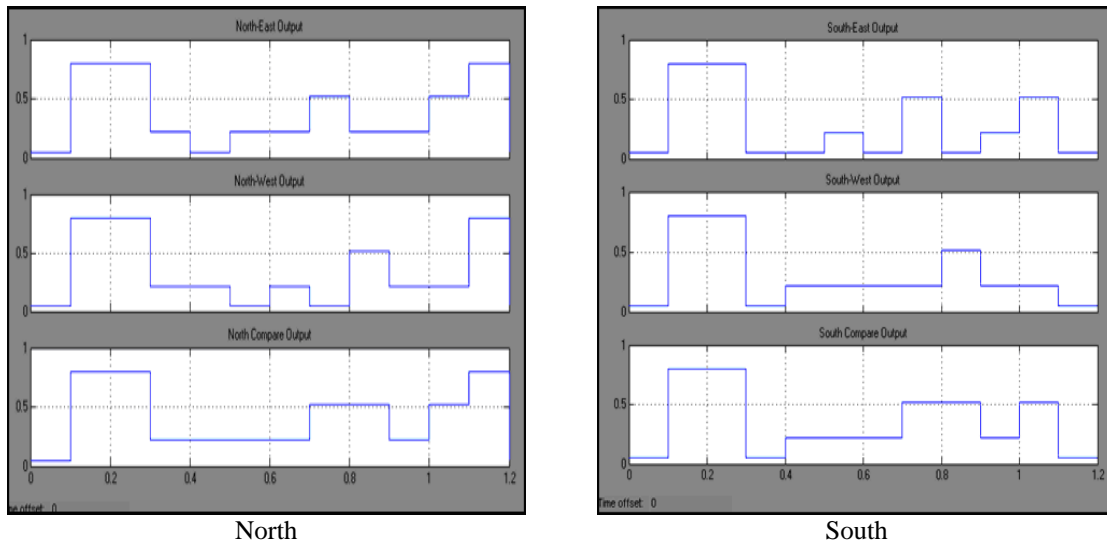 North-East Output
1
0.5
0
North-West Output
1
0.5
0
North Compare Output
1
0.5
0
0 0.2 0.4 0.6 0.8 1 1.2
ne offset: 0
North
South-East Output
1
0.5
0
South-West Output
1
0.5
0
South Compare Output
1
0.5
0
0 0.2 0.4 0.6 0.8 1 1.2
Time offset: 0
South